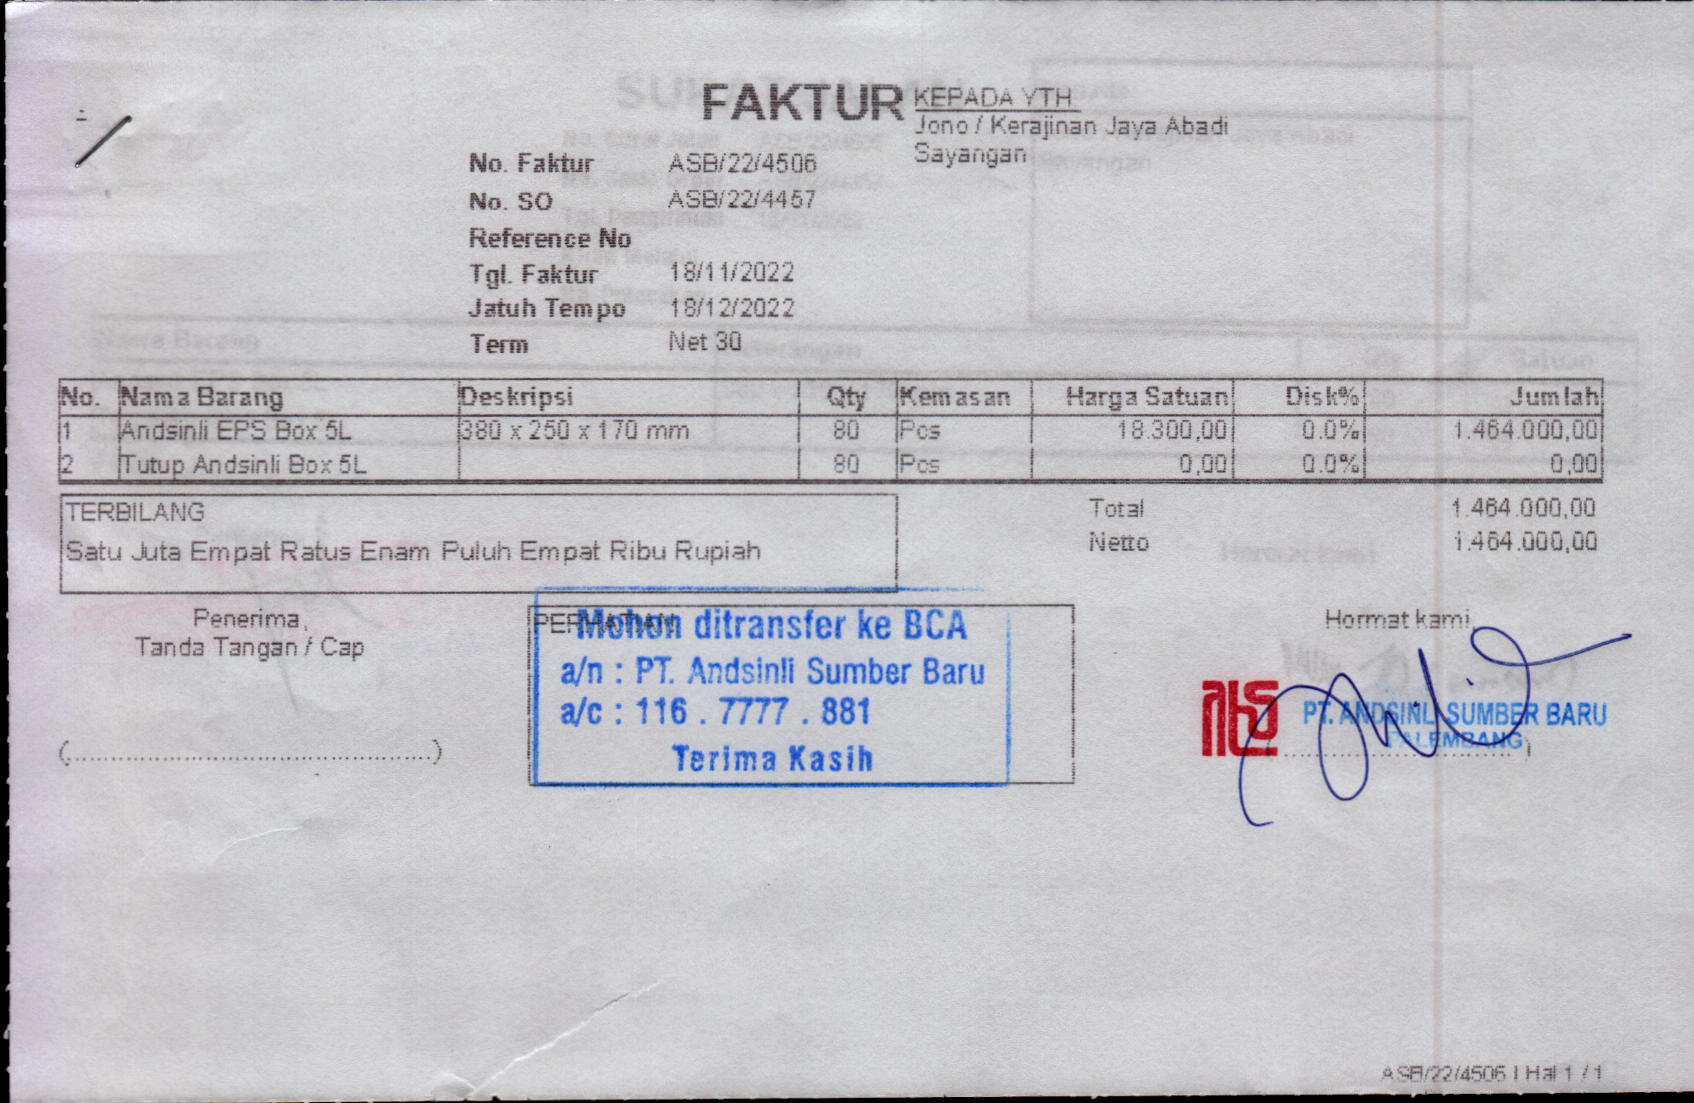 FAKTUR
KEPADA YTH.
Jono / Kerajinan Jaya Abadi
Sayangan
No. Faktur ASB/22/4506
No. SO ASB/22/4457
Reference No
Tgl. Faktur 18/11/2022
Jatuh Tempo 18/12/2022
Term Net 30
No. Nama Barang Deskripsi Qty Kemasan Harga Satuan Disk% Jumlah
1 Andsinli EPS Box 5L 380 x 250 x 170 mm 80 Pcs 18.300,00 0.0% 1.464.000,00
2 Tutup Andsinli Box 5L 80 Pcs 0,00 0.0% 0,00
TERBILANG
Satu Juta Empat Ratus Enam Puluh Empat Ribu Rupiah
Total 1.464.000,00
Netto 1.464.000,00
Penerima,
Tanda Tangan / Cap
(..............................................)
PERHATIAN
Mohon ditransfer ke BCA
a/n : PT. Andsinli Sumber Baru
a/c : 116 . 7777 . 881
Terima Kasih
Hormat kami,
PT. ANDSINLI SUMBER BARU
PALEMBANG
ASB/22/4506 | Hal 1 / 1